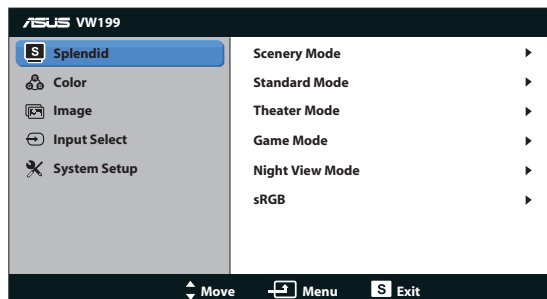 ASUS VW199
S Splendid
Color
Image
Input Select
System Setup
Scenery Mode
Standard Mode
Theater Mode
Game Mode
Night View Mode
sRGB
Move Menu S Exit